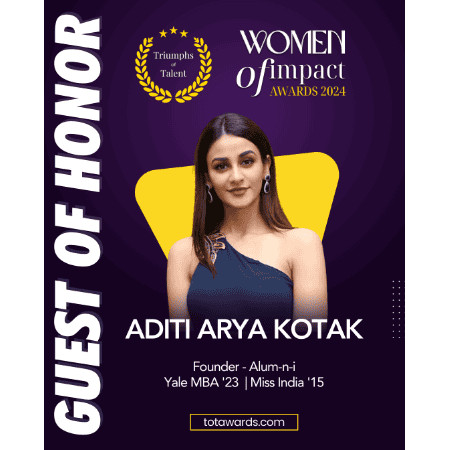 GUEST OF HONOR
Triumphs
of
Talent
WOMEN
of impact
AWARDS 2024
ADITI ARYA KOTAK
Founder - Alum-n-i
Yale MBA '23 | Miss India '15
totawards.com